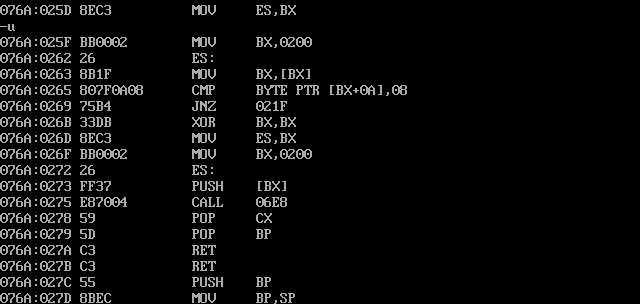 076A:025D 8EC3          MOV     ES,BX
-u
076A:025F BB0002        MOV     BX,0200
076A:0262 26            ES:
076A:0263 8B1F          MOV     BX,[BX]
076A:0265 807F0A08      CMP     BYTE PTR [BX+0A],08
076A:0269 75B4          JNZ     021F
076A:026B 33DB          XOR     BX,BX
076A:026D 8EC3          MOV     ES,BX
076A:026F BB0002        MOV     BX,0200
076A:0272 26            ES:
076A:0273 FF37          PUSH    [BX]
076A:0275 E87004        CALL    06E8
076A:0278 59            POP     CX
076A:0279 5D            POP     BP
076A:027A C3            RET
076A:027B C3            RET
076A:027C 55            PUSH    BP
076A:027D 8BEC          MOV     BP,SP